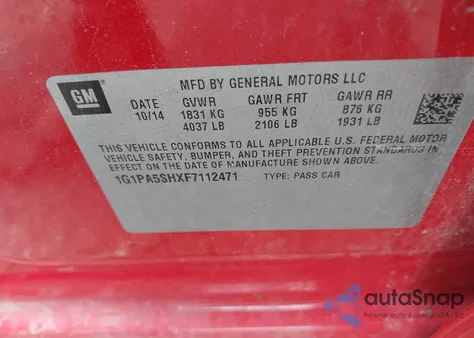 GM
MFD BY GENERAL MOTORS LLC
DATE GVWR GAWR FRT GAWR RR
10/14 1831 KG 955 KG 876 KG
4037 LB 2106 LB 1931 LB
THIS VEHICLE CONFORMS TO ALL APPLICABLE U.S. FEDERAL MOTOR
VEHICLE SAFETY, BUMPER, AND THEFT PREVENTION STANDARDS IN
EFFECT ON THE DATE OF MANUFACTURE SHOWN ABOVE.
1G1PA5SHXF7112471 TYPE: PASS CAR
autoSnap